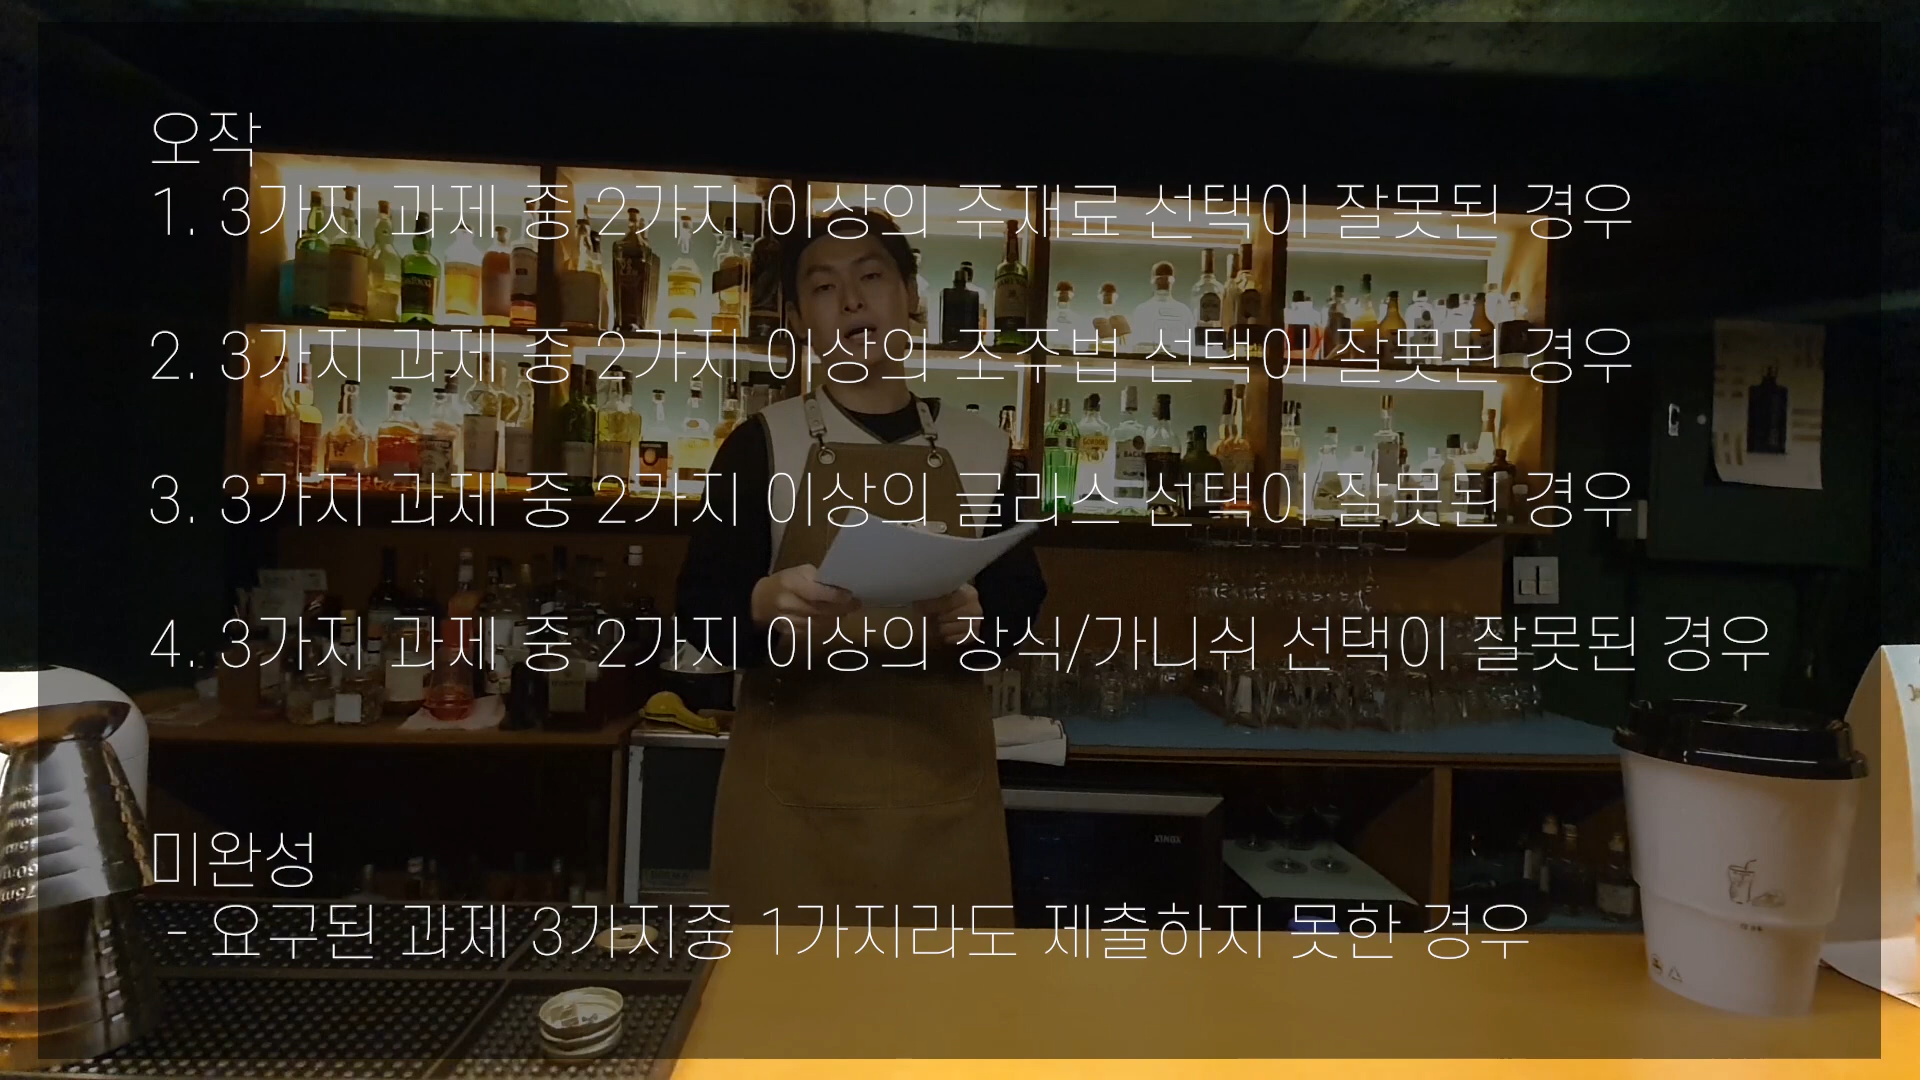 오작
1. 3가지 과제 중 2가지 이상의 주재료 선택이 잘못된 경우
2. 3가지 과제 중 2가지 이상의 조주법 선택이 잘못된 경우
3. 3가지 과제 중 2가지 이상의 글라스 선택이 잘못된 경우
4. 3가지 과제 중 2가지 이상의 장식/가니쉬 선택이 잘못된 경우
미완성
- 요구된 과제 3가지중 1가지라도 제출하지 못한 경우